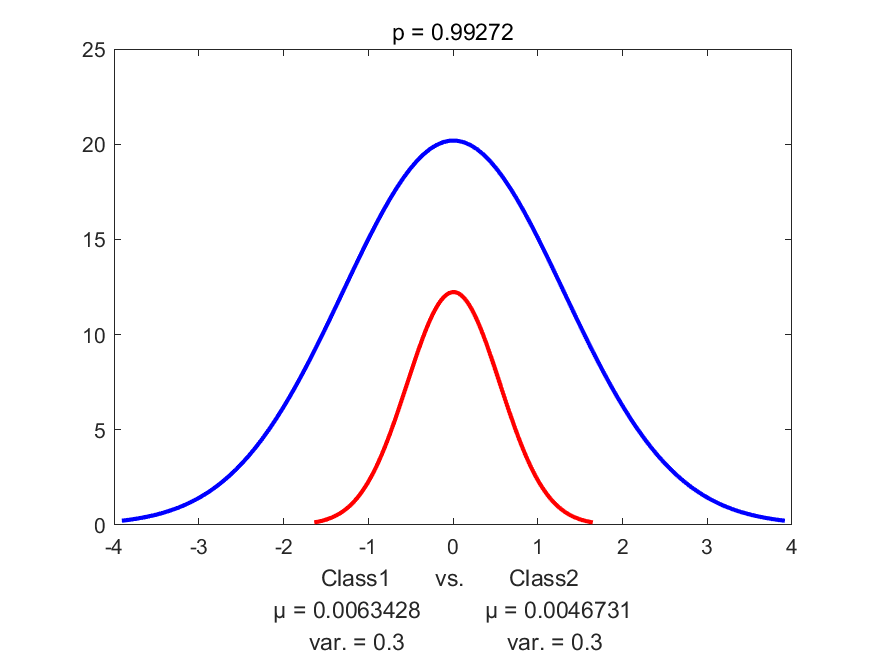 p = 0.99272
25
20
15
10
5
0
-4 -3 -2 -1 0 1 2 3 4
Class1 vs. Class2
μ = 0.0063428 μ = 0.0046731
var. = 0.3 var. = 0.3